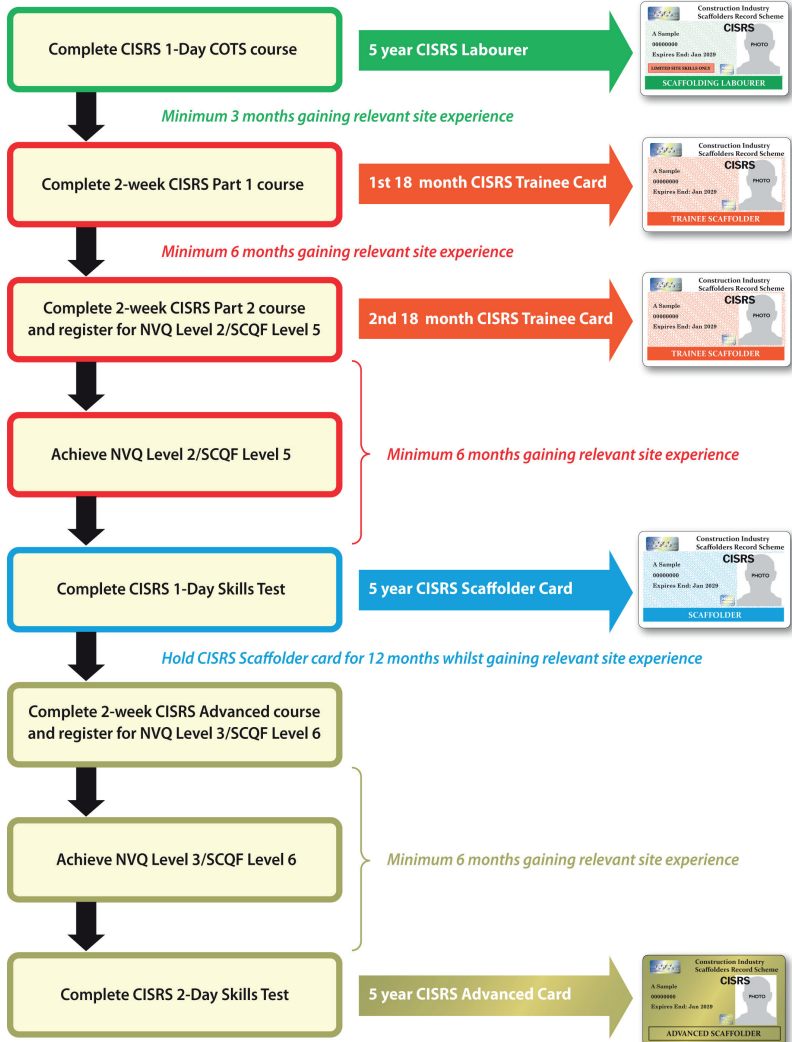 Complete CISRS 1-Day COTS course
5 year CISRS Labourer
Construction Industry
Scaffolders Record Scheme
CISRS
A Sample
00000000
PHOTO
Expires End: Jan 2029
LIMITED SITE SKILLS ONLY
SCAFFOLDING LABOURER
Minimum 3 months gaining relevant site experience
Complete 2-week CISRS Part 1 course
1st 18 month CISRS Trainee Card
Construction Industry
Scaffolders Record Scheme
CISRS
A Sample
00000000
PHOTO
Expires End: Jan 2029
TRAINEE SCAFFOLDER
Minimum 6 months gaining relevant site experience
Complete 2-week CISRS Part 2 course
and register for NVQ Level 2/SCQF Level 5
2nd 18 month CISRS Trainee Card
Construction Industry
Scaffolders Record Scheme
CISRS
A Sample
00000000
PHOTO
Expires End: Jan 2029
TRAINEE SCAFFOLDER
Achieve NVQ Level 2/SCQF Level 5
Minimum 6 months gaining relevant site experience
Complete CISRS 1-Day Skills Test
5 year CISRS Scaffolder Card
Construction Industry
Scaffolders Record Scheme
CISRS
A Sample
00000000
PHOTO
Expires End: Jan 2029
SCAFFOLDER
Hold CISRS Scaffolder card for 12 months whilst gaining relevant site experience
Complete 2-week CISRS Advanced course
and register for NVQ Level 3/SCQF Level 6
Achieve NVQ Level 3/SCQF Level 6
Minimum 6 months gaining relevant site experience
Complete CISRS 2-Day Skills Test
5 year CISRS Advanced Card
Construction Industry
Scaffolders Record Scheme
CISRS
A Sample
00000000
PHOTO
Expires End: Jan 2029
ADVANCED SCAFFOLDER